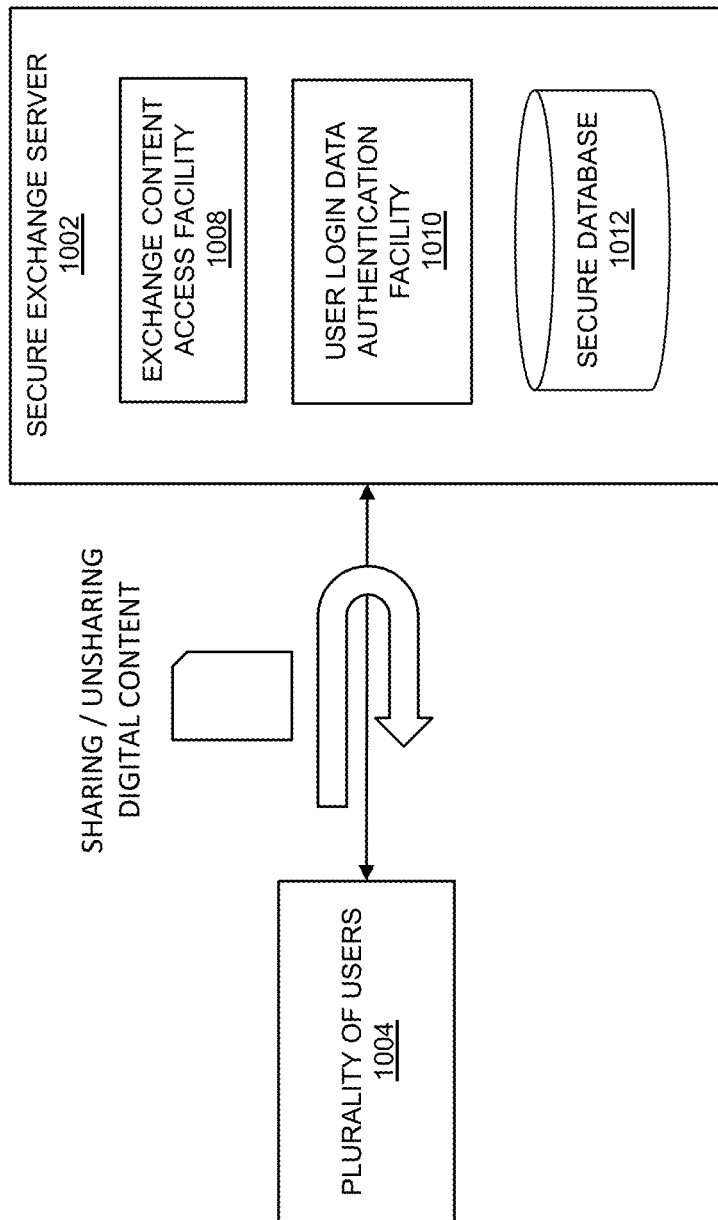 SECURE EXCHANGE SERVER
1002
EXCHANGE CONTENT
ACCESS FACILITY
1008
USER LOGIN DATA
AUTHENTICATION
FACILITY
1010
SECURE DATABASE
1012
SHARING / UNSHARING
DIGITAL CONTENT
PLURALITY OF USERS
1004